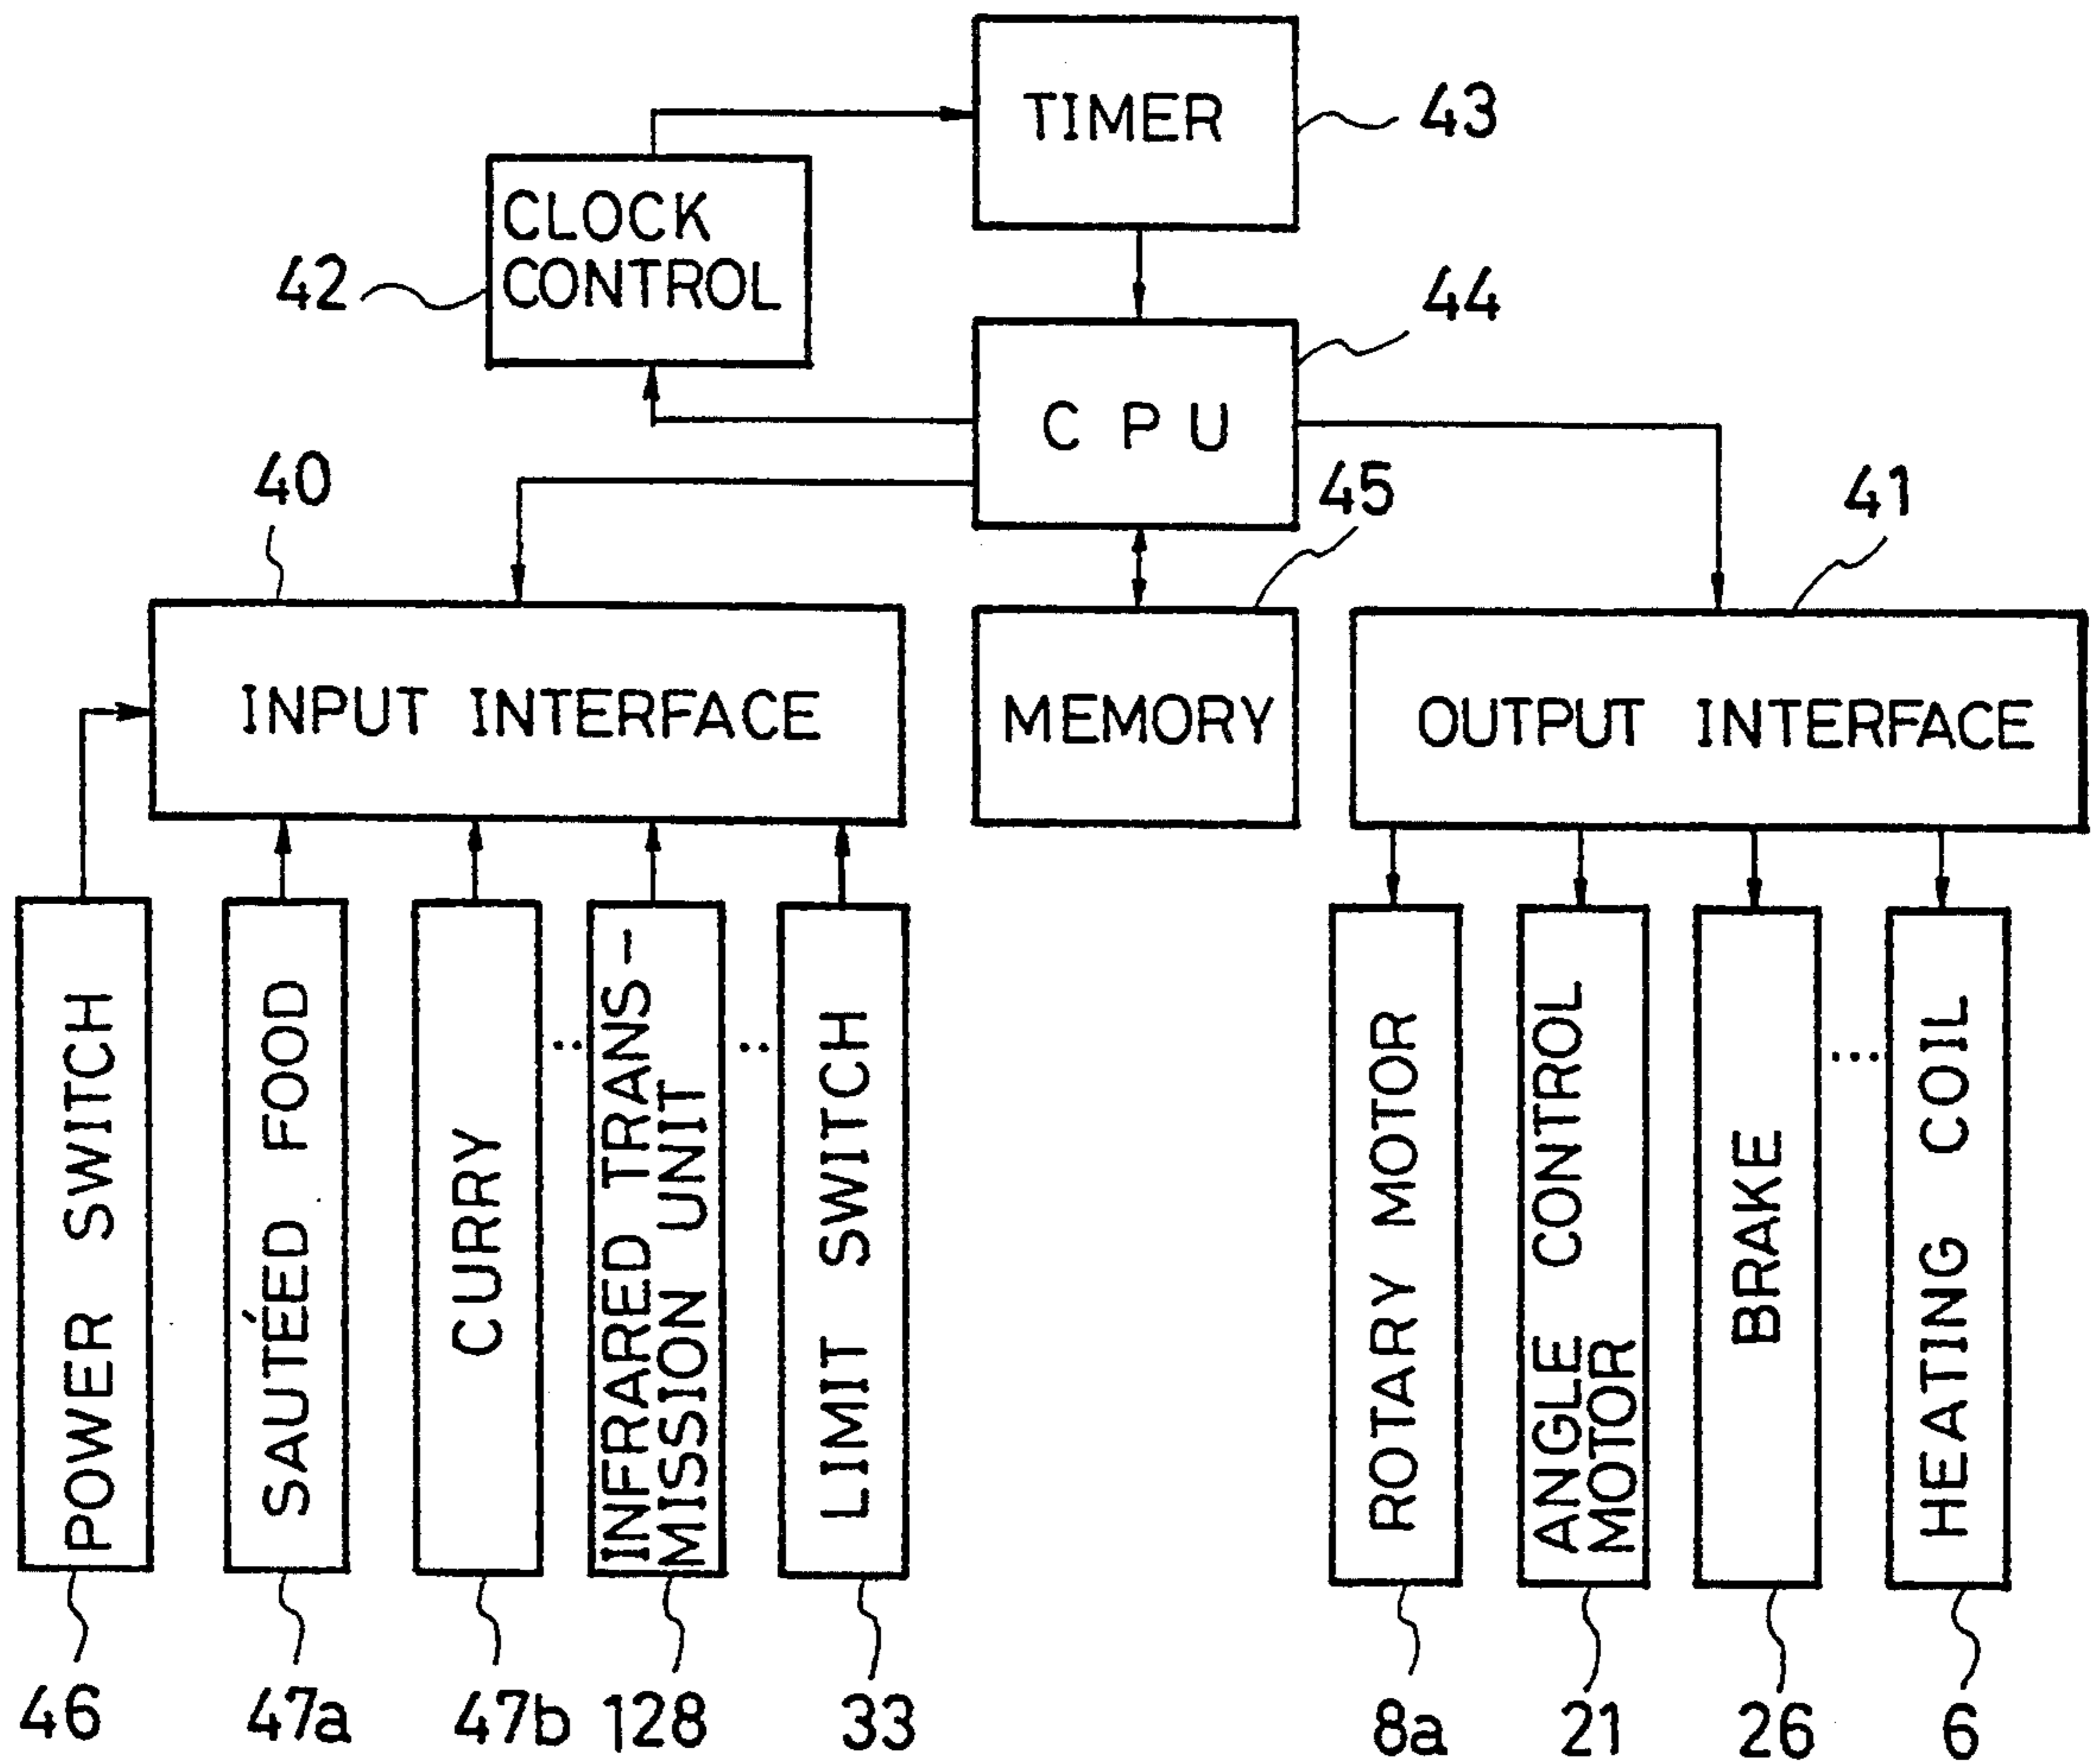 TIMER
43
CLOCK
CONTROL
42
44
CPU
40
45
41
INPUT INTERFACE
MEMORY
OUTPUT INTERFACE
POWER SWITCH
SAUTÉED FOOD
CURRY
..
INFRARED TRANS-
MISSION UNIT
..
LIMIT SWITCH
ROTARY MOTOR
ANGLE CONTROL
MOTOR
BRAKE
...
HEATING COIL
46
47a
47b
128
33
8a
21
26
6